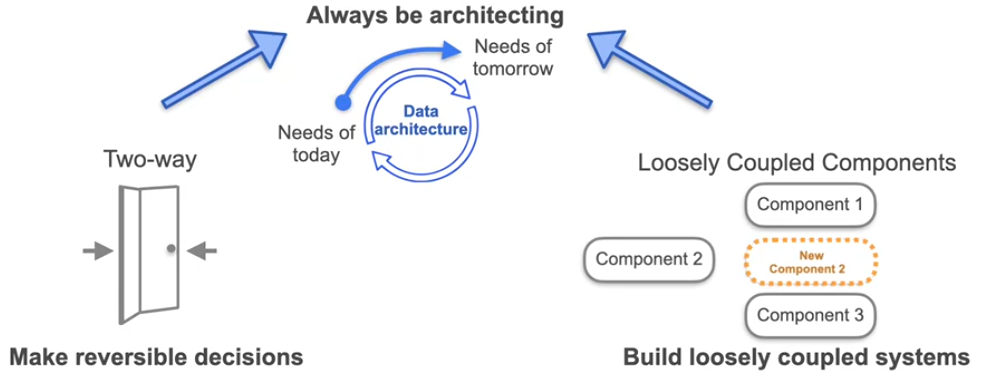 Always be architecting
Needs of
tomorrow
Data
architecture
Needs of
today
Two-way
Make reversible decisions
Loosely Coupled Components
Component 1
Component 2
New
Component 2
Component 3
Build loosely coupled systems